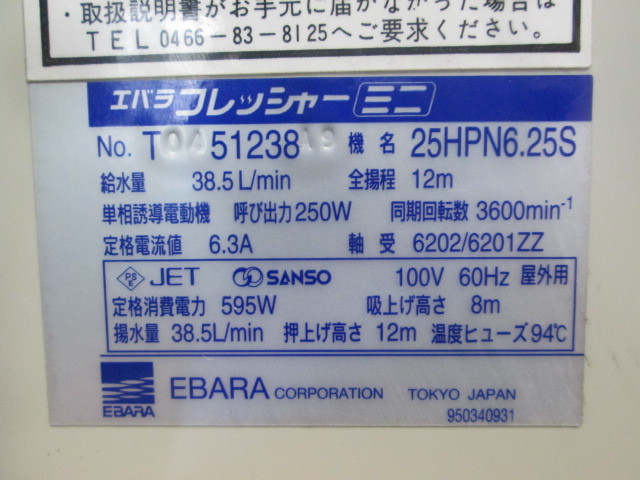 ・取扱説明書がお手元に届かなかった場合は
TEL0466-83-8125へご要求ください。
エバラ フレッシャー ミニ
No. T0451238A9 機名 25HPN6.25S
給水量 38.5L/min 全揚程 12m
単相誘導電動機 呼び出力250W 同期回転数 3600min⁻¹
定格電流値 6.3A 軸受 6202/6201ZZ
PSE JET SANSO 100V 60Hz 屋外用
定格消費電力 595W 吸上げ高さ 8m
揚水量 38.5L/min 押上げ高さ 12m 温度ヒューズ94℃
EBARA EBARA CORPORATION TOKYO JAPAN
950340931